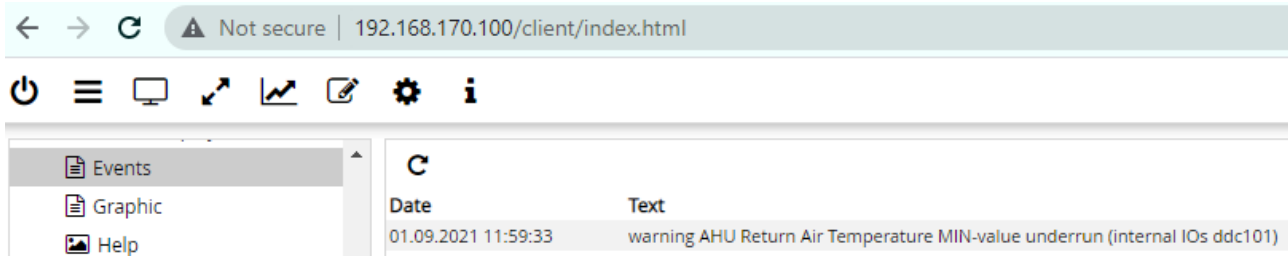 Not secure | 192.168.170.100/client/index.html
Events
Graphic
Help
Date Text
01.09.2021 11:59:33 warning AHU Return Air Temperature MIN-value underrun (internal IOs ddc101)